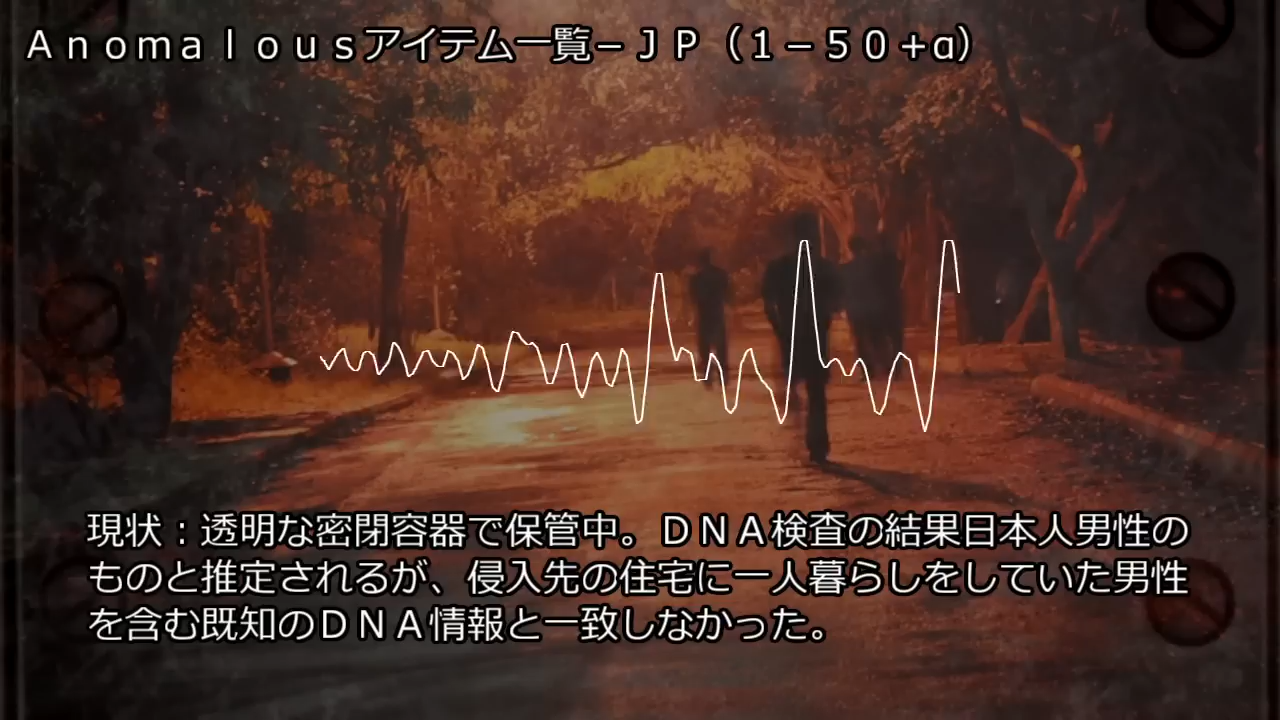 Ａｎｏｍａｌｏｕｓアイテム一覧－ＪＰ（１－５０＋α）
現状：透明な密閉容器で保管中。ＤＮＡ検査の結果日本人男性の
ものと推定されるが、侵入先の住宅に一人暮らしをしていた男性
を含む既知のＤＮＡ情報と一致しなかった。